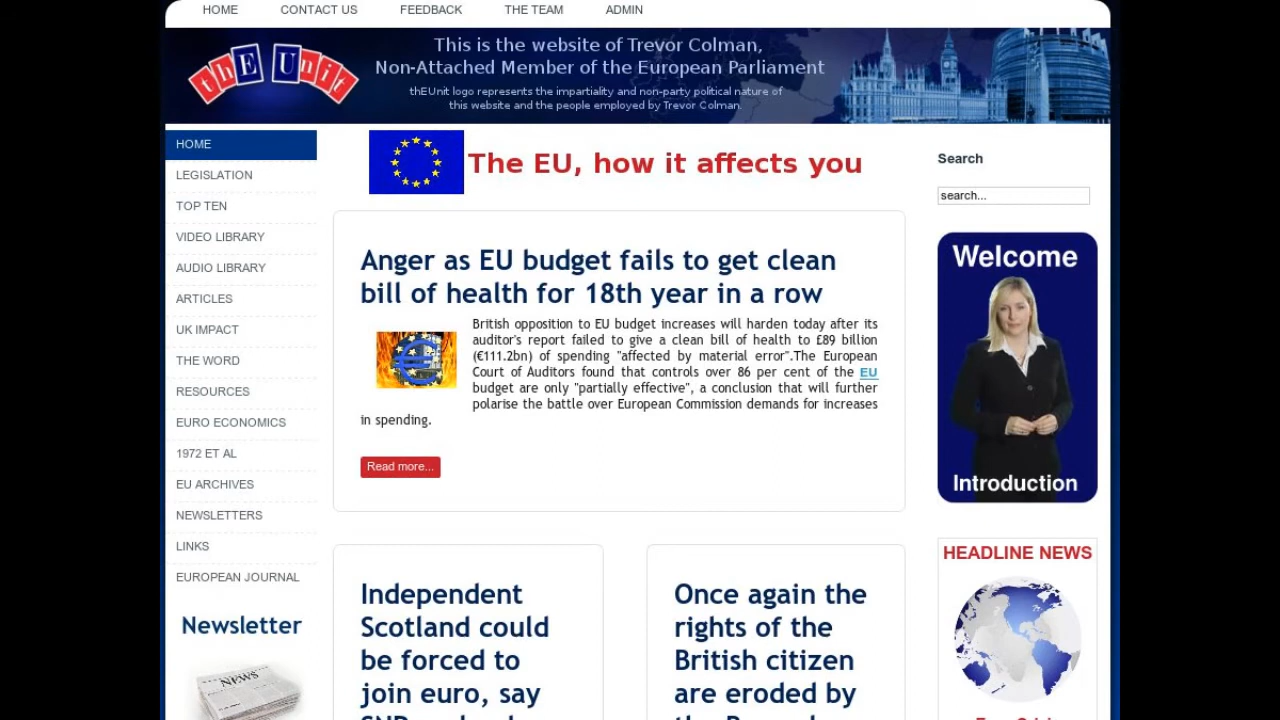 HOME CONTACT US FEEDBACK THE TEAM ADMIN
thEUnit
This is the website of Trevor Colman,
Non-Attached Member of the European Parliament
thEUnit logo represents the impartiality and non-party political nature of
this website and the people employed by Trevor Colman.
HOME
LEGISLATION
TOP TEN
VIDEO LIBRARY
AUDIO LIBRARY
ARTICLES
UK IMPACT
THE WORD
RESOURCES
EURO ECONOMICS
1972 ET AL
EU ARCHIVES
NEWSLETTERS
LINKS
EUROPEAN JOURNAL
Newsletter
NEWS
The EU, how it affects you
Anger as EU budget fails to get clean
bill of health for 18th year in a row
British opposition to EU budget increases will harden today after its
auditor's report failed to give a clean bill of health to £89 billion
(€111.2bn) of spending "affected by material error".The European
Court of Auditors found that controls over 86 per cent of the EU
budget are only "partially effective", a conclusion that will further
polarise the battle over European Commission demands for increases
in spending.
Read more...
Independent
Scotland could
be forced to
join euro, say
Once again the
rights of the
British citizen
are eroded by
Search
search...
Welcome
Introduction
HEADLINE NEWS